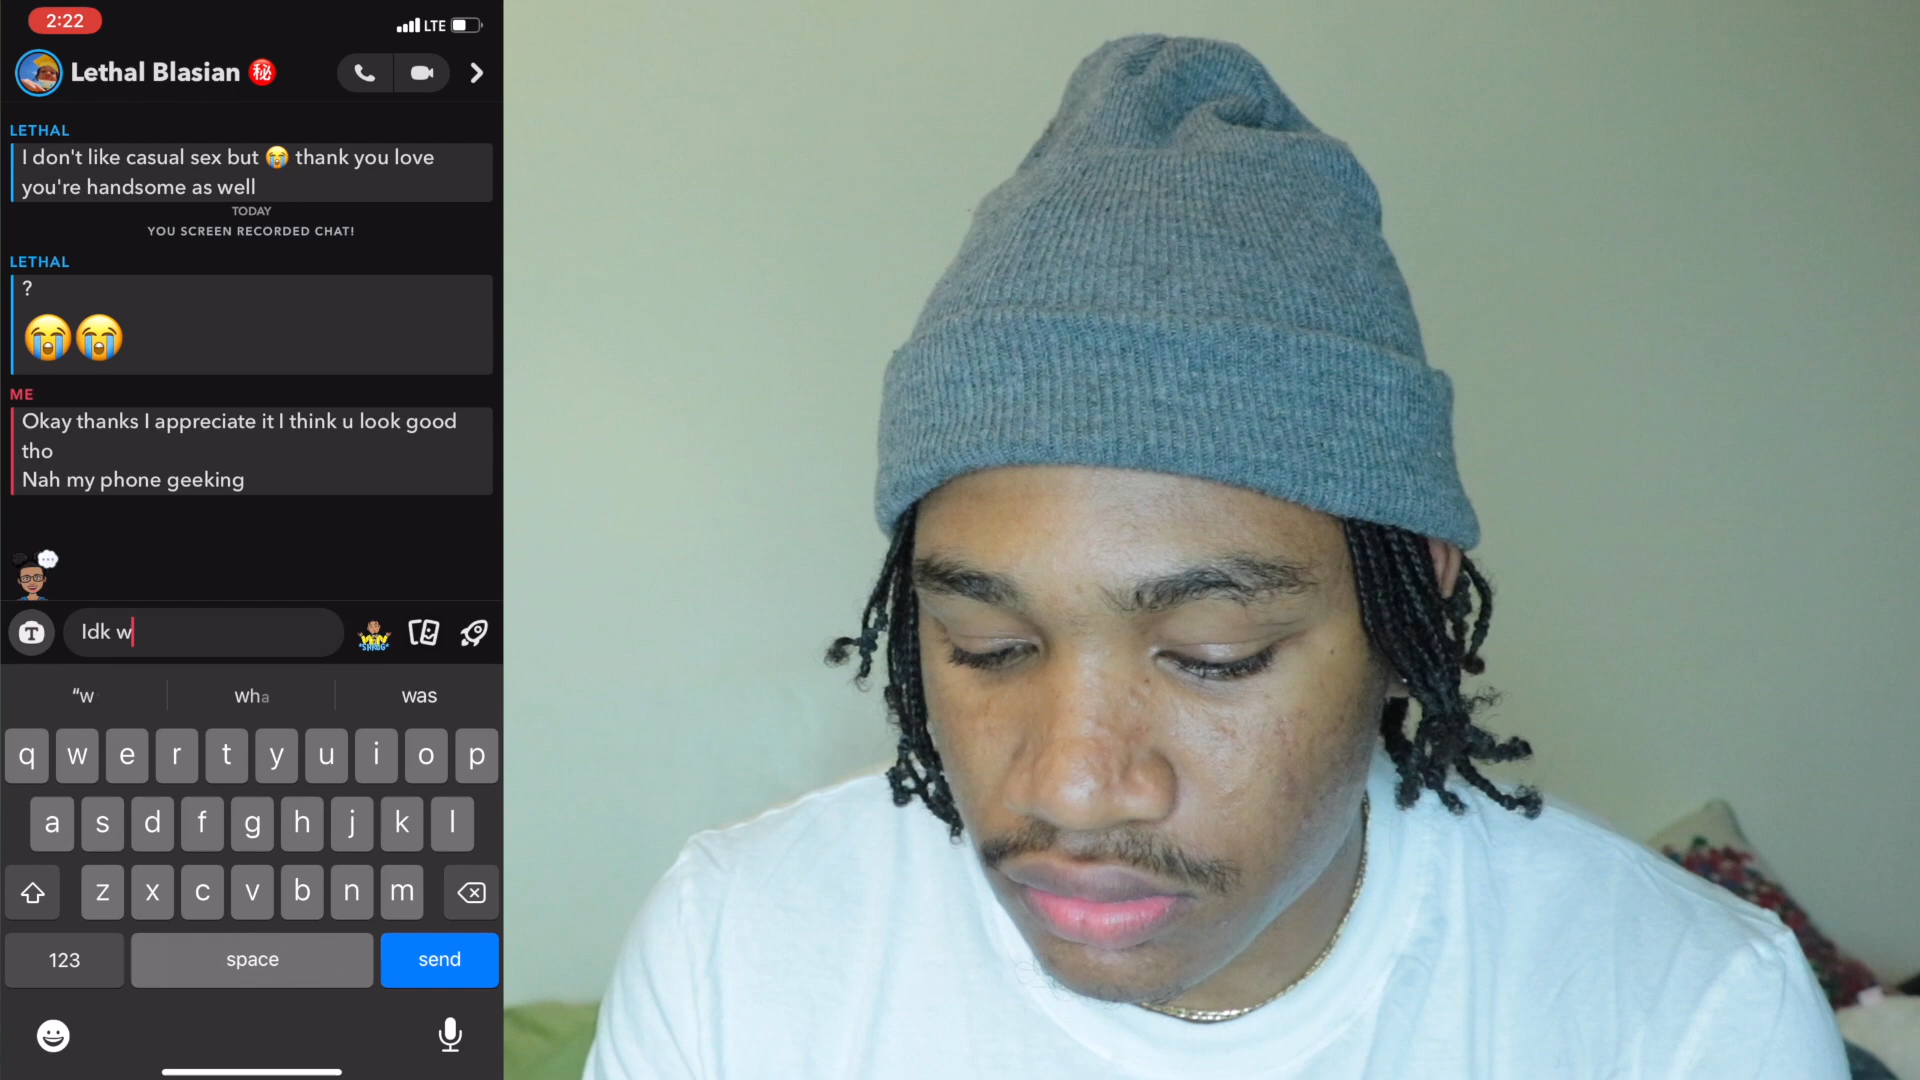 2:22
LTE
Lethal Blasian ㊙
LETHAL
I don't like casual sex but 😭 thank you love
you're handsome as well
TODAY
YOU SCREEN RECORDED CHAT!
LETHAL
?
😭😭
ME
Okay thanks I appreciate it I think u look good
tho
Nah my phone geeking
T
Idk w
SHRUG
“w wha was
q w e r t y u i o p
a s d f g h j k l
z x c v b n m
123 space send